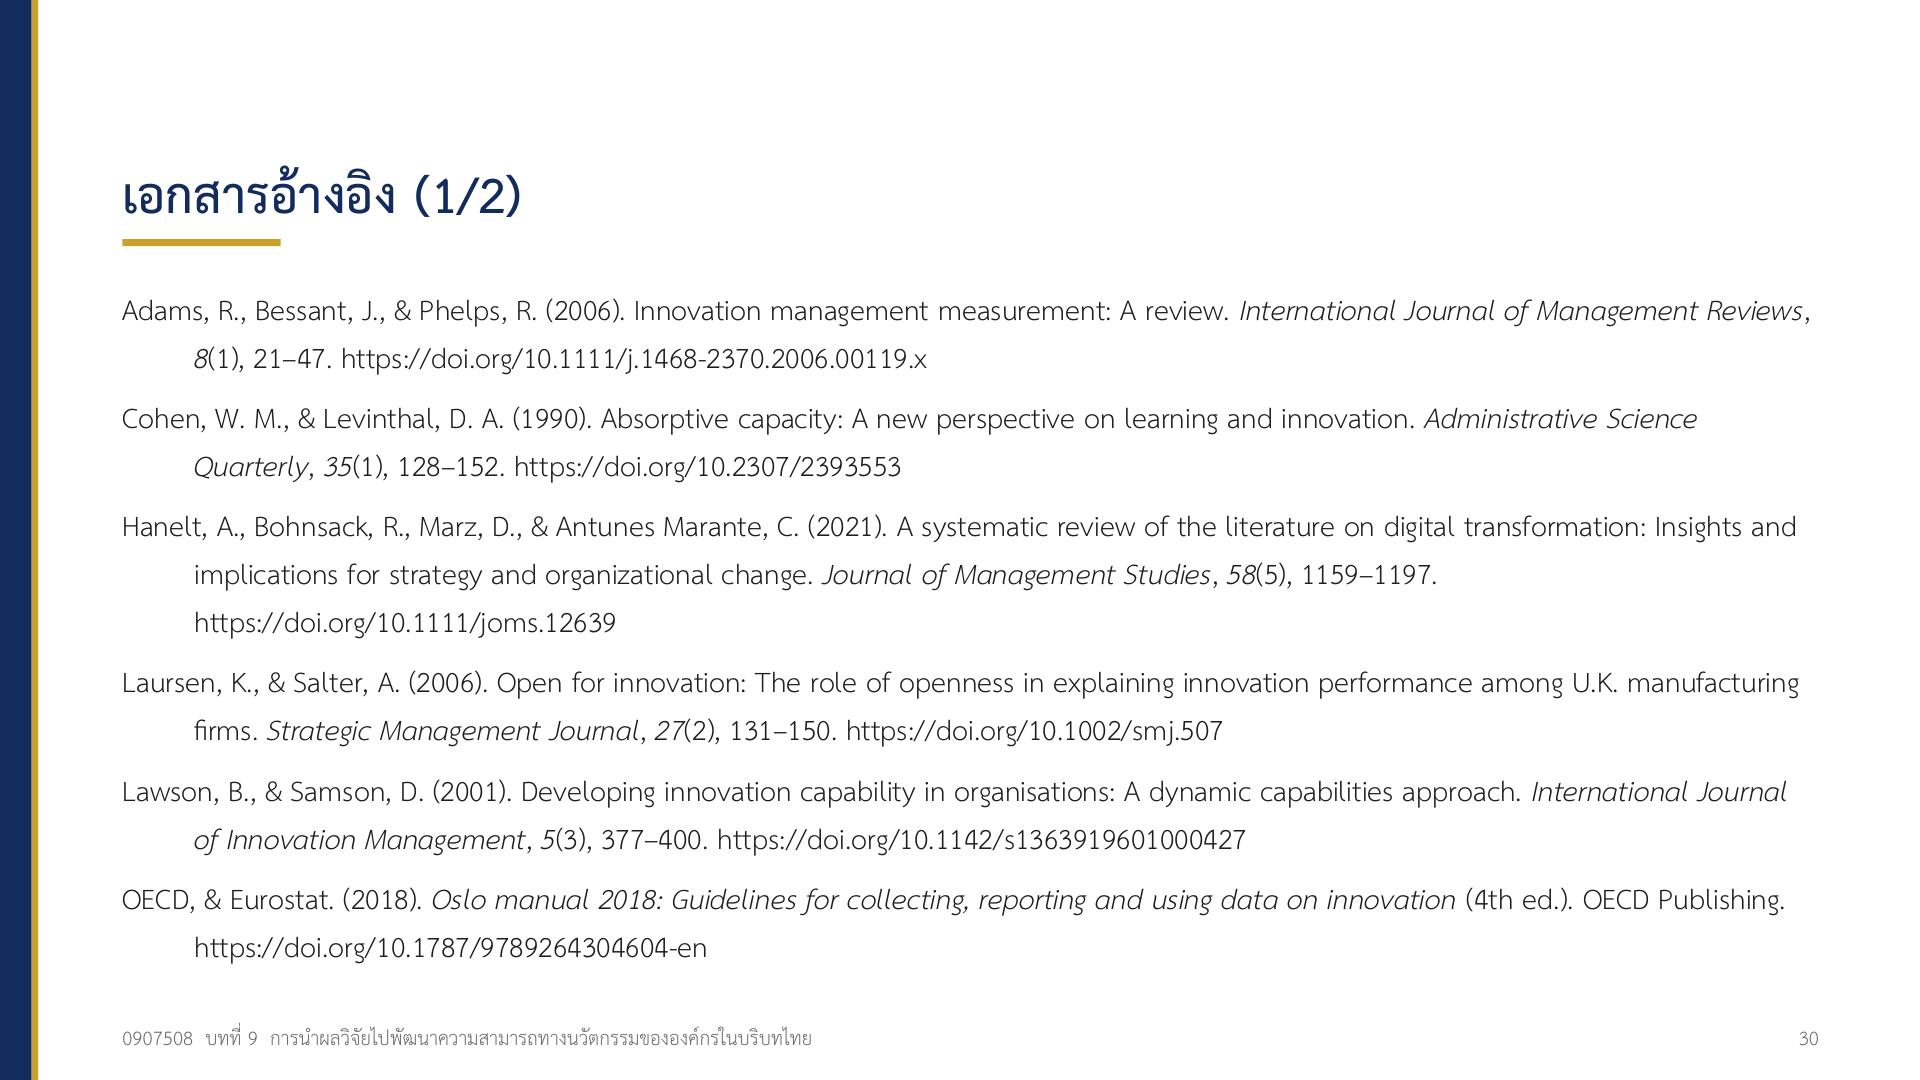 เอกสารอ้างอิง (1/2)
Adams, R., Bessant, J., & Phelps, R. (2006). Innovation management measurement: A review. International Journal of Management Reviews,
8(1), 21–47. https://doi.org/10.1111/j.1468-2370.2006.00119.x
Cohen, W. M., & Levinthal, D. A. (1990). Absorptive capacity: A new perspective on learning and innovation. Administrative Science
Quarterly, 35(1), 128–152. https://doi.org/10.2307/2393553
Hanelt, A., Bohnsack, R., Marz, D., & Antunes Marante, C. (2021). A systematic review of the literature on digital transformation: Insights and
implications for strategy and organizational change. Journal of Management Studies, 58(5), 1159–1197.
https://doi.org/10.1111/joms.12639
Laursen, K., & Salter, A. (2006). Open for innovation: The role of openness in explaining innovation performance among U.K. manufacturing
firms. Strategic Management Journal, 27(2), 131–150. https://doi.org/10.1002/smj.507
Lawson, B., & Samson, D. (2001). Developing innovation capability in organisations: A dynamic capabilities approach. International Journal
of Innovation Management, 5(3), 377–400. https://doi.org/10.1142/s1363919601000427
OECD, & Eurostat. (2018). Oslo manual 2018: Guidelines for collecting, reporting and using data on innovation (4th ed.). OECD Publishing.
https://doi.org/10.1787/9789264304604-en
0907508 บทที่ 9 การนำผลวิจัยไปพัฒนาความสามารถทางนวัตกรรมขององค์กรในบริบทไทย
30